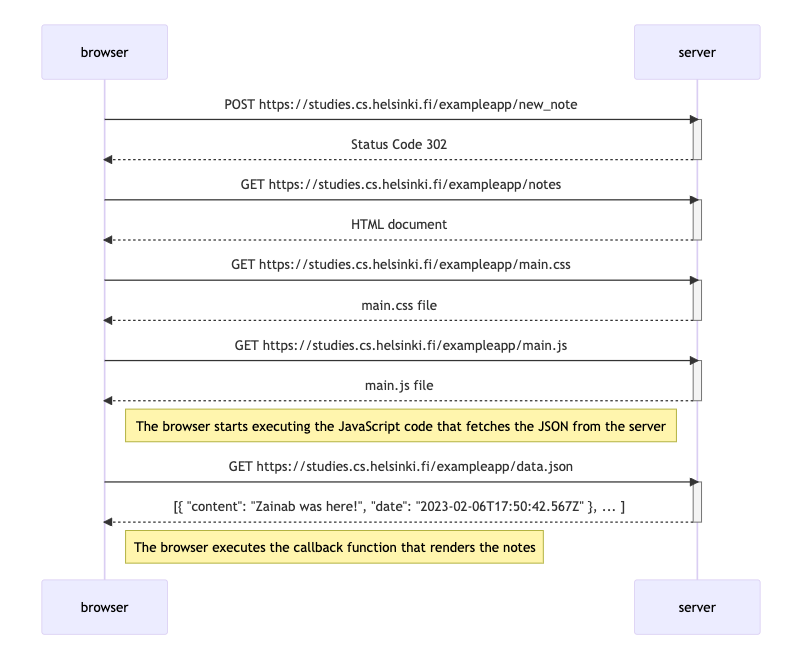 browser server
POST https://studies.cs.helsinki.fi/exampleapp/new_note
Status Code 302
GET https://studies.cs.helsinki.fi/exampleapp/notes
HTML document
GET https://studies.cs.helsinki.fi/exampleapp/main.css
main.css file
GET https://studies.cs.helsinki.fi/exampleapp/main.js
main.js file
The browser starts executing the JavaScript code that fetches the JSON from the server
GET https://studies.cs.helsinki.fi/exampleapp/data.json
[{ "content": "Zainab was here!", "date": "2023-02-06T17:50:42.567Z" }, ... ]
The browser executes the callback function that renders the notes
browser server